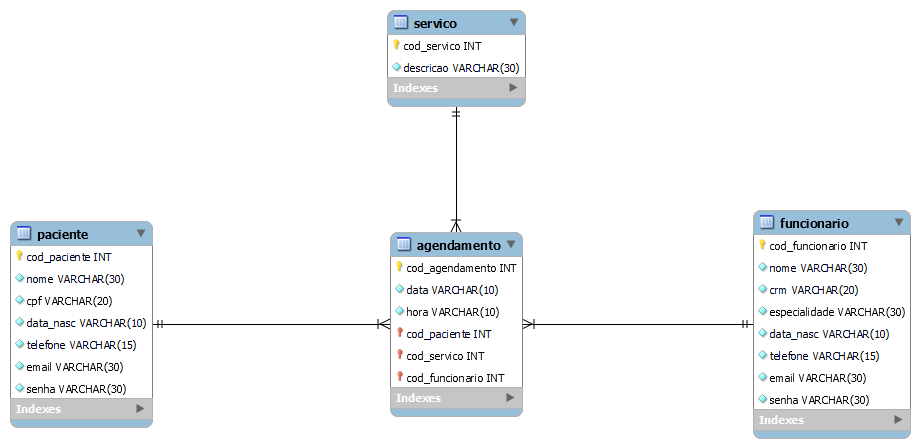 servico
cod_servico INT
descricao VARCHAR(30)
Indexes
paciente
cod_paciente INT
nome VARCHAR(30)
cpf VARCHAR(20)
data_nasc VARCHAR(10)
telefone VARCHAR(15)
email VARCHAR(30)
senha VARCHAR(30)
Indexes
agendamento
cod_agendamento INT
data VARCHAR(10)
hora VARCHAR(10)
cod_paciente INT
cod_servico INT
cod_funcionario INT
Indexes
funcionario
cod_funcionario INT
nome VARCHAR(30)
crm VARCHAR(20)
especialidade VARCHAR(30)
data_nasc VARCHAR(10)
telefone VARCHAR(15)
email VARCHAR(30)
senha VARCHAR(30)
Indexes